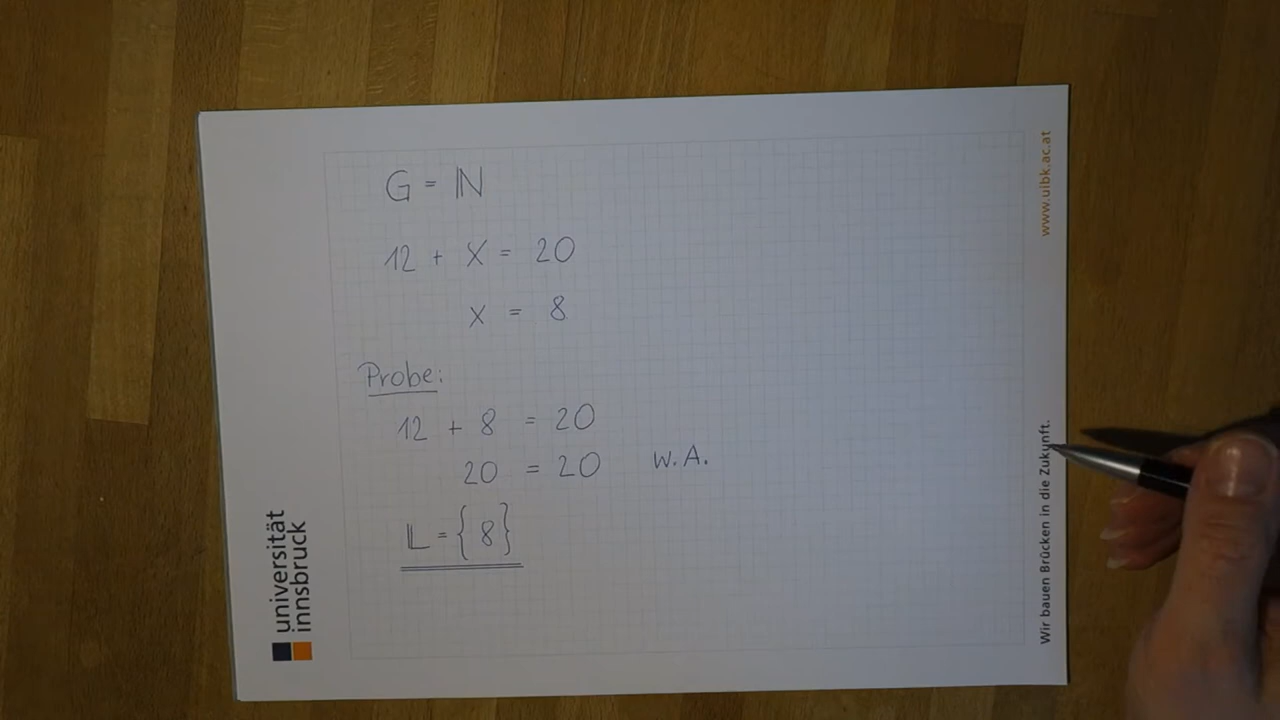 G = ℕ
12 + x = 20
x = 8
Probe:
12 + 8 = 20
20 = 20 w.A.
𝕃 = {8}
universität
innsbruck
Wir bauen Brücken in die Zukunft.
www.uibk.ac.at